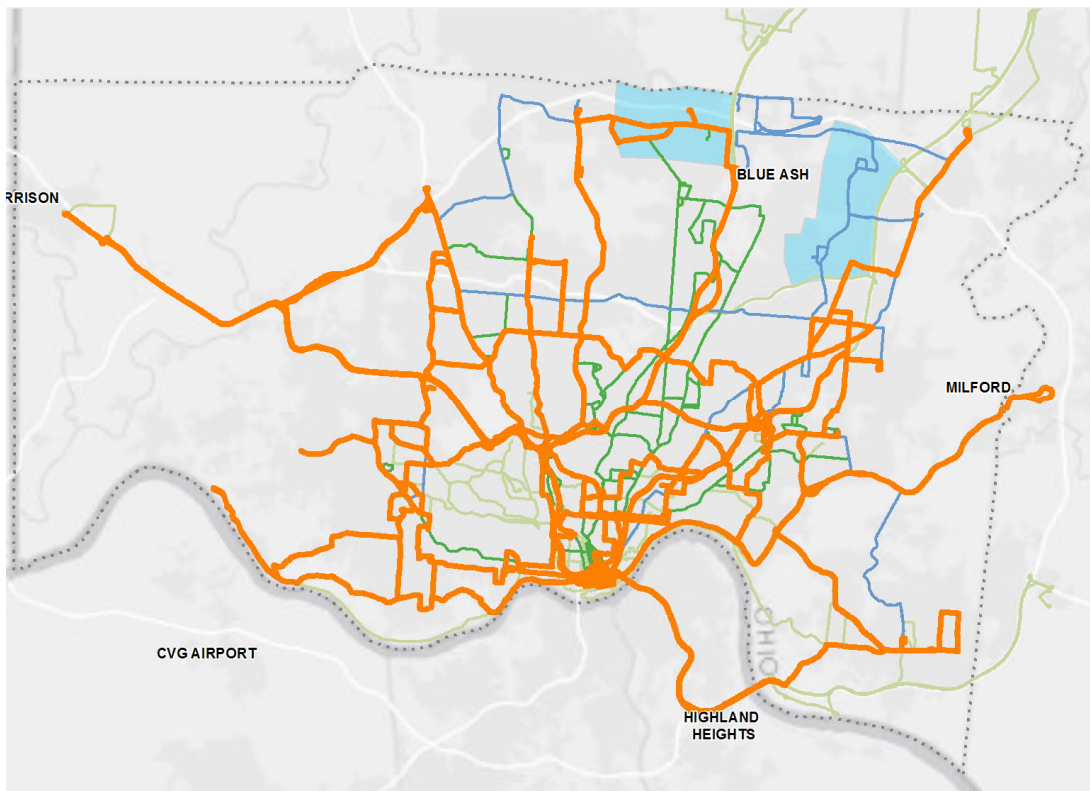 RRISON
BLUE ASH
MILFORD
OHIO
CVG AIRPORT
HIGHLAND
HEIGHTS